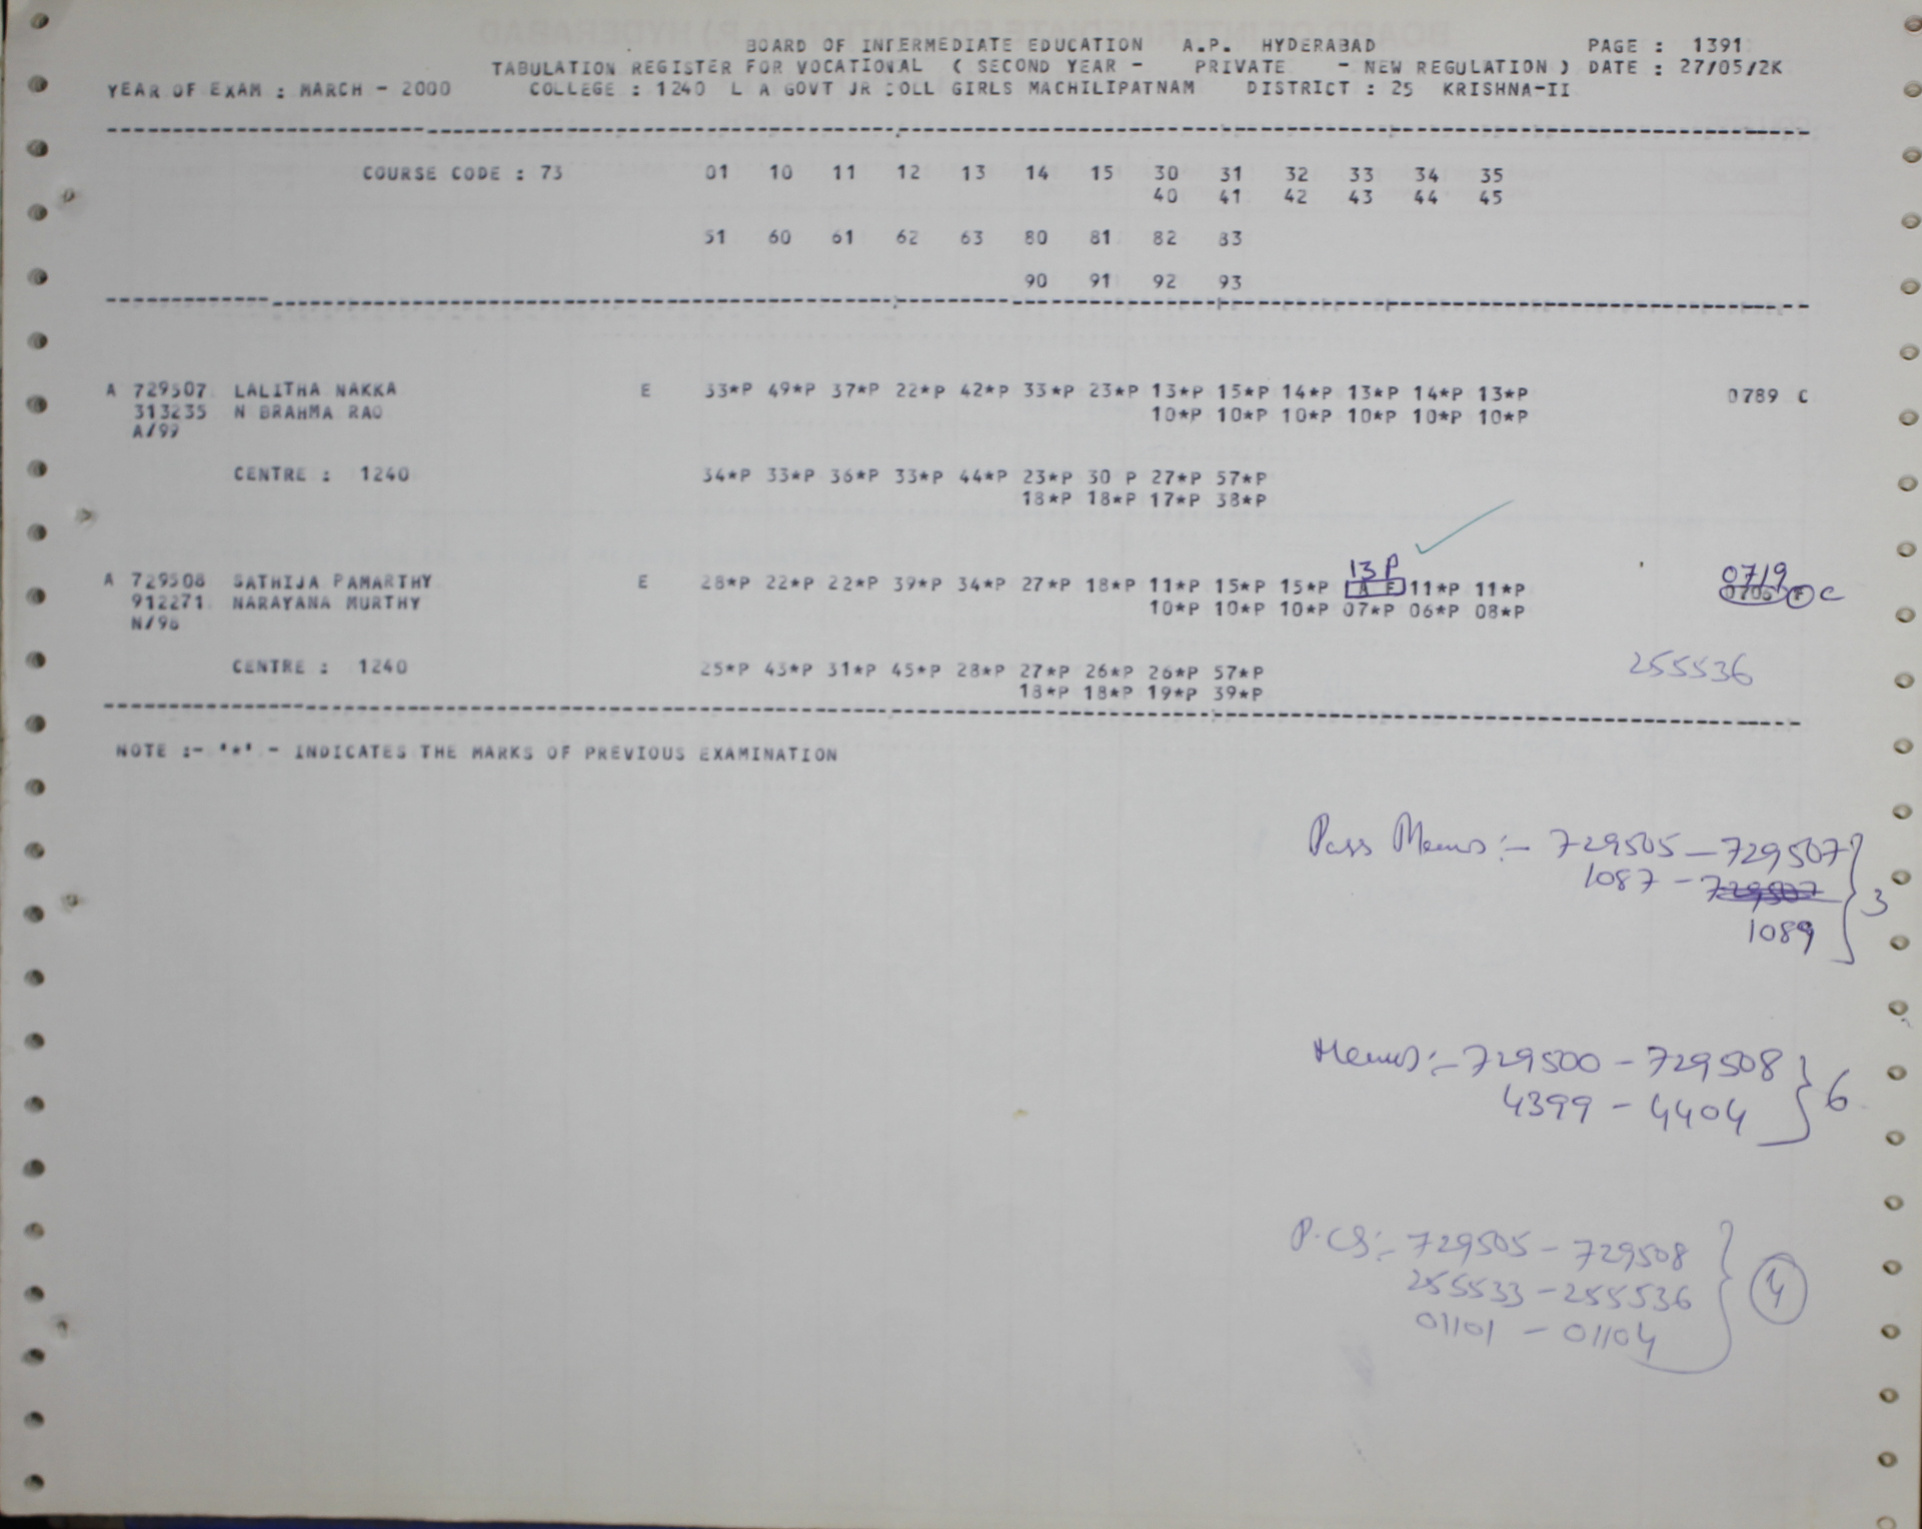 BOARD OF INTERMEDIATE EDUCATION A.P. HYDERABAD PAGE : 1391
TABULATION REGISTER FOR VOCATIONAL ( SECOND YEAR - PRIVATE - NEW REGULATION ) DATE : 27/05/2K
YEAR OF EXAM : MARCH - 2000 COLLEGE : 1240 L A GOVT JR COLL GIRLS MACHILIPATNAM DISTRICT : 25 KRISHNA-II
COURSE CODE : 73 01 10 11 12 13 14 15 30 31 32 33 34 35
40 41 42 43 44 45
51 60 61 62 63 80 81 82 83
90 91 92 93
A 729507 LALITHA NAKKA E 33*P 49*P 37*P 22*P 42*P 33*P 23*P 13*P 15*P 14*P 13*P 14*P 13*P 0789 C
313235 N BRAHMA RAO 10*P 10*P 10*P 10*P 10*P 10*P
A/99
CENTRE : 1240 34*P 33*P 36*P 33*P 44*P 23*P 30 P 27*P 57*P
18*P 18*P 17*P 38*P
13 P 0719
A 729508 SATHIJA PAMARTHY E 28*P 22*P 22*P 39*P 34*P 27*P 18*P 11*P 15*P 15*P A F 11*P 11*P 0706 F C
912271 NARAYANA MURTHY 10*P 10*P 10*P 07*P 06*P 08*P
N/98
CENTRE : 1240 25*P 43*P 31*P 45*P 28*P 27*P 26*P 26*P 57*P 255536
18*P 18*P 19*P 39*P
NOTE :- '*' - INDICATES THE MARKS OF PREVIOUS EXAMINATION
Pass Memos :- 729505 - 729507
1087 - 729507 3
1089
Memos :- 729500 - 729508
4399 - 4404 6
P.Cs :- 729505 - 729508
255533 - 255536 4
01101 - 01104